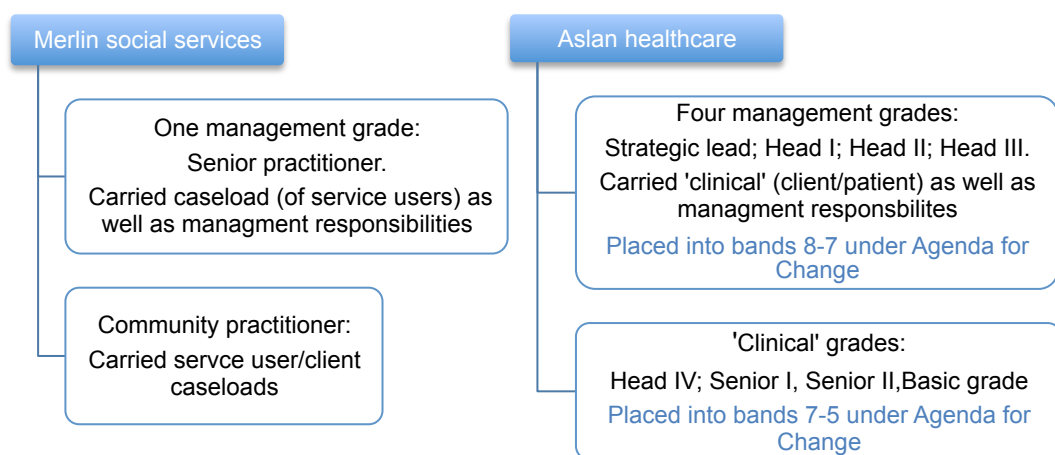 Merlin social services
One management grade:
Senior practitioner.
Carried caseload (of service users) as
well as managment responsibilities
Community practitioner:
Carried servce user/client
caseloads
Aslan healthcare
Four management grades:
Strategic lead; Head I; Head II; Head III.
Carried 'clinical' (client/patient) as well as
managment responsbilites
Placed into bands 8-7 under Agenda for
Change
'Clinical' grades:
Head IV; Senior I, Senior II,Basic grade
Placed into bands 7-5 under Agenda for
Change